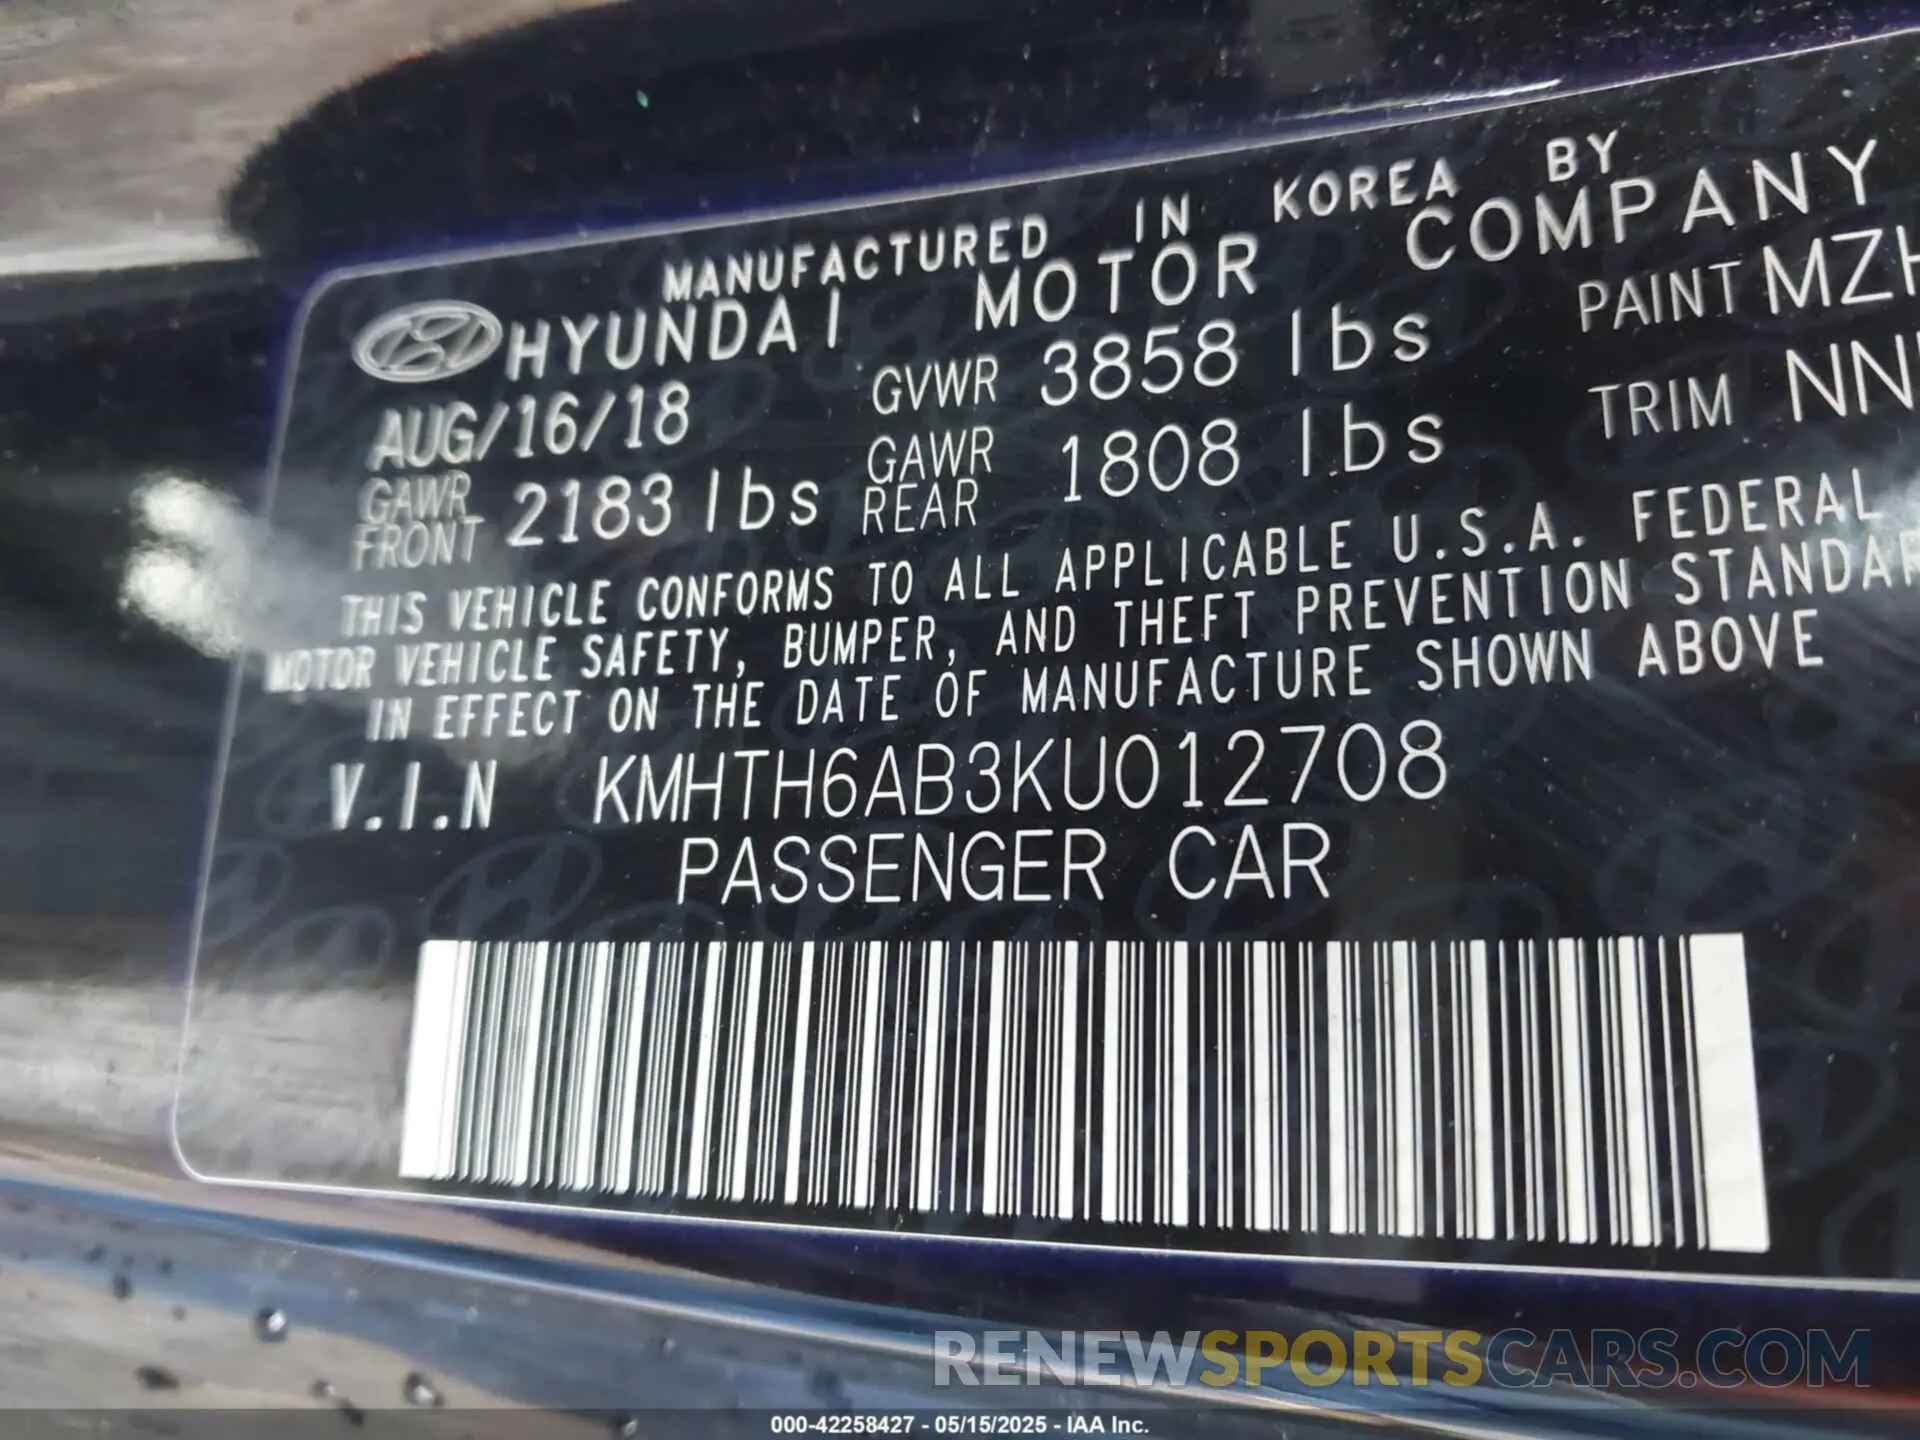 MANUFACTURED IN KOREA BY
HYUNDAI MOTOR COMPANY
AUG/16/18 GVWR 3858 lbs PAINT MZH
GAWR FRONT 2183 lbs GAWR REAR 1808 lbs TRIM NN
THIS VEHICLE CONFORMS TO ALL APPLICABLE U.S.A. FEDERAL
MOTOR VEHICLE SAFETY, BUMPER, AND THEFT PREVENTION STANDAR
IN EFFECT ON THE DATE OF MANUFACTURE SHOWN ABOVE
V.I.N KMHTH6AB3KU012708
PASSENGER CAR
RENEWSPORTSCARS.COM
000-42258427 - 05/15/2025 - IAA Inc.